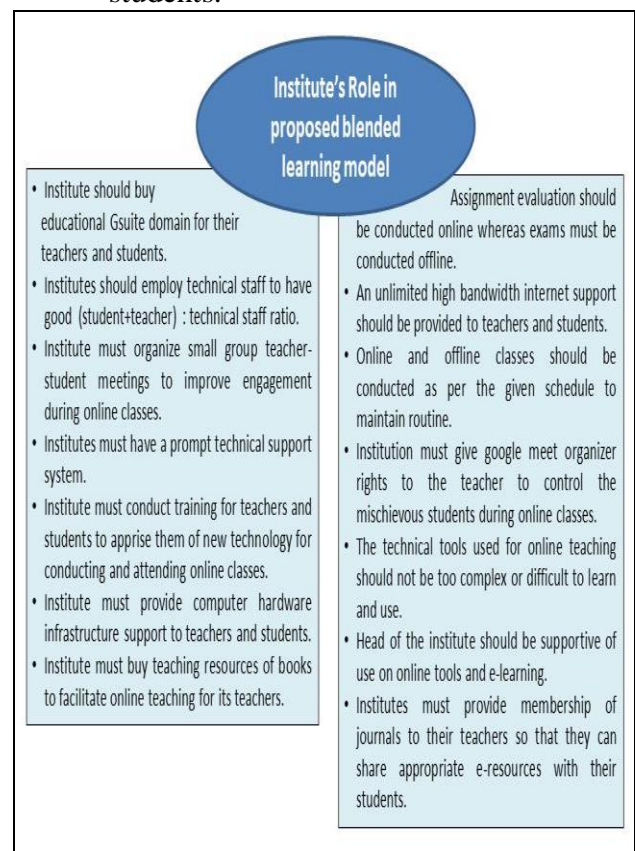 students.
Institute's Role in
proposed blended
learning model
• Institute should buy
educational Gsuite domain for their
teachers and students.
• Institutes should employ technical staff to have
good (student+teacher) : technical staff ratio.
• Institute must organize small group teacher-
student meetings to improve engagement
during online classes.
• Institutes must have a prompt technical support
system.
• Institute must conduct training for teachers and
students to apprise them of new technology for
conducting and attending online classes.
• Institute must provide computer hardware
infrastructure support to teachers and students.
• Institute must buy teaching resources of books
to facilitate online teaching for its teachers.
Assignment evaluation should
be conducted online whereas exams must be
conducted offline.
• An unlimited high bandwidth internet support
should be provided to teachers and students.
• Online and offline classes should be
conducted as per the given schedule to
maintain routine.
• Institution must give google meet organizer
rights to the teacher to control the
mischievous students during online classes.
• The technical tools used for online teaching
should not be too complex or difficult to learn
and use.
• Head of the institute should be supportive of
use on online tools and e-learning.
• Institutes must provide membership of
journals to their teachers so that they can
share appropriate e-resources with their
students.